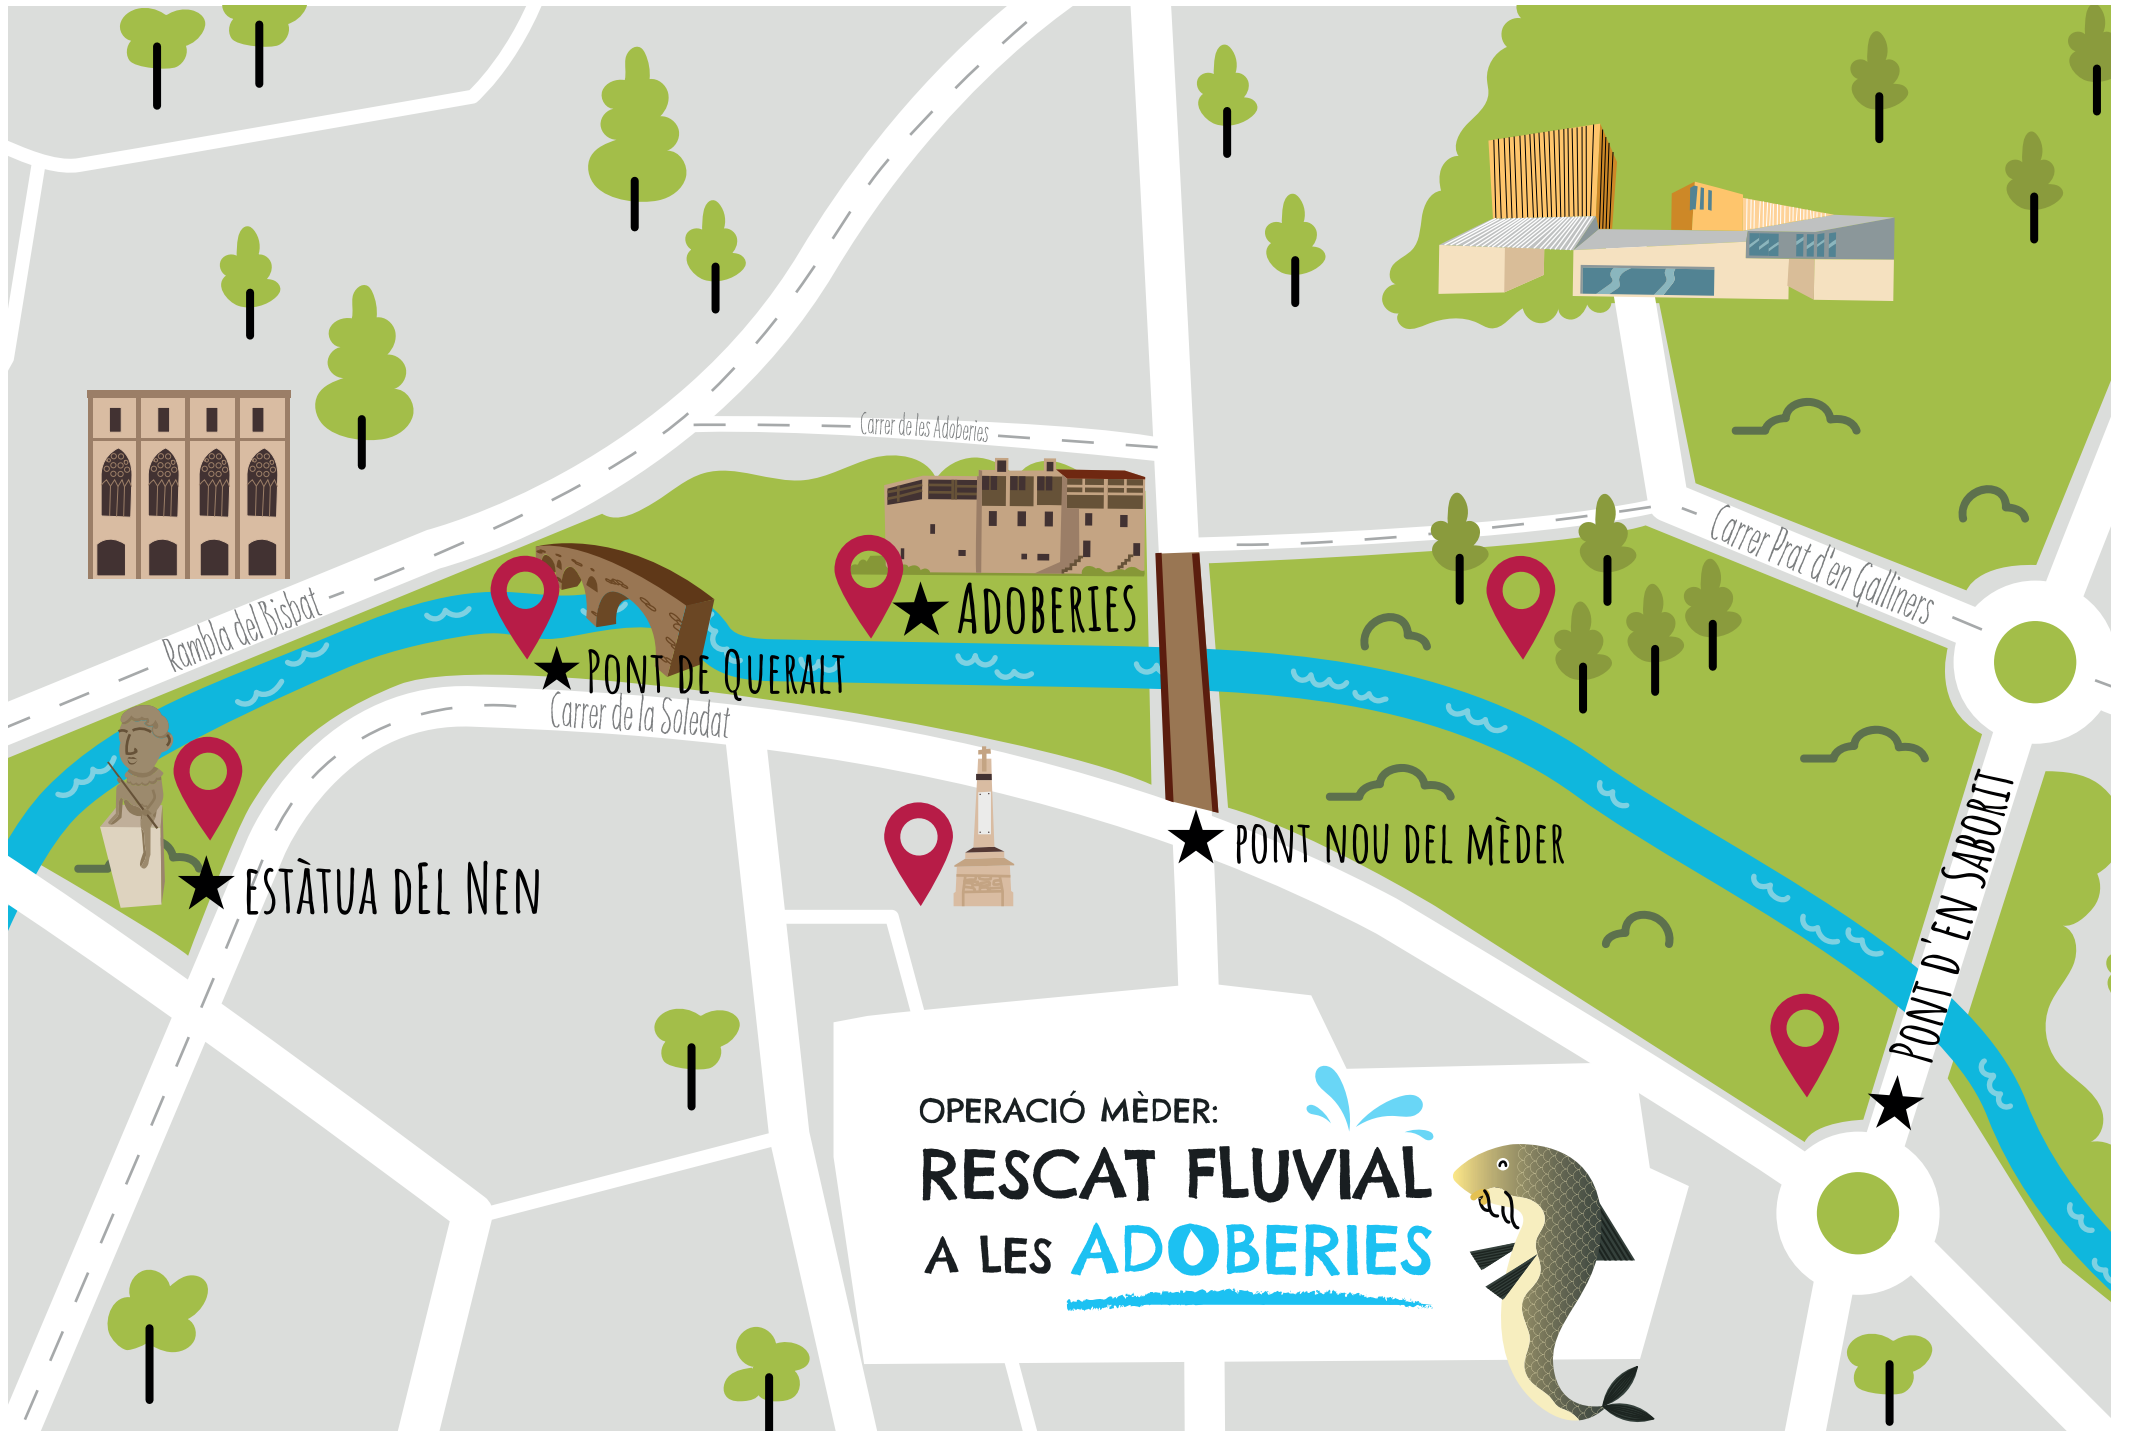 Carrer de les Adoberies
Carrer Prat d'en Galliners
Rambla del Bisbat
ADOBERIES
PONT DE QUERALT
Carrer de la Soledat
PONT D'EN SABORIT
PONT NOU DEL MÈDER
ESTÀTUA DEL NEN
OPERACIÓ MÈDER:
RESCAT FLUVIAL
A LES ADOBERIES